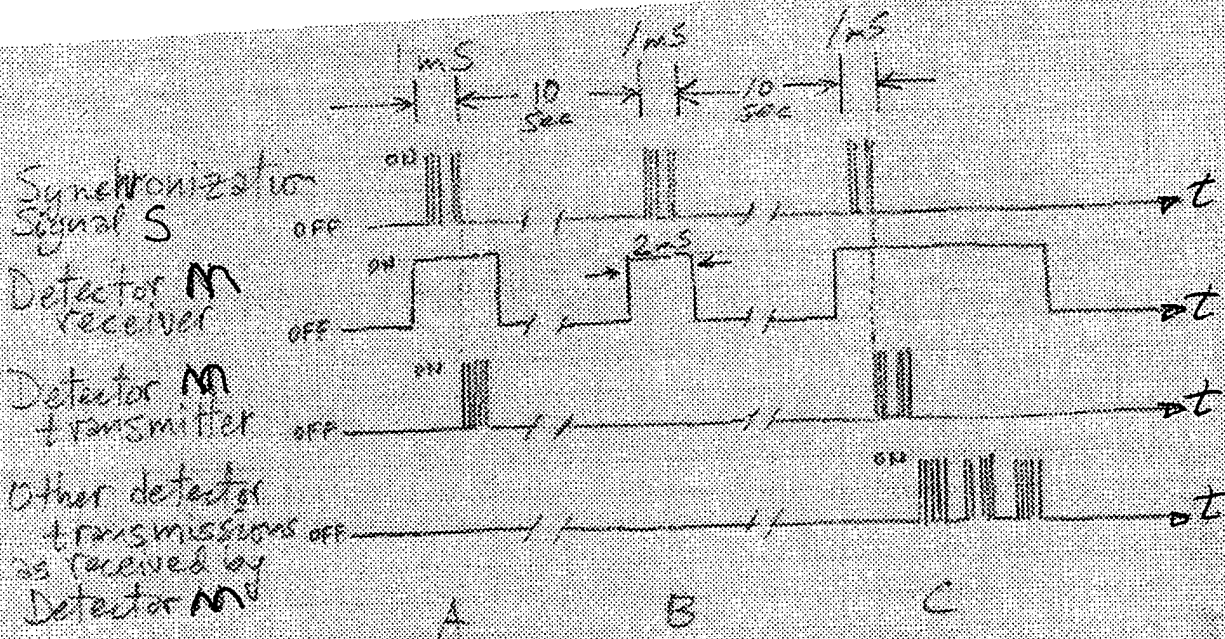 1mS 1mS 1mS
10 sec 10 sec
Synchronizatio
Signal S
ON
OFF
t
Detector M
receiver
ON
OFF
2mS
t
Detector M
transmitter
ON
OFF
t
Other detector
transmissions
as received by
Detector M
OFF
ON
t
A B C